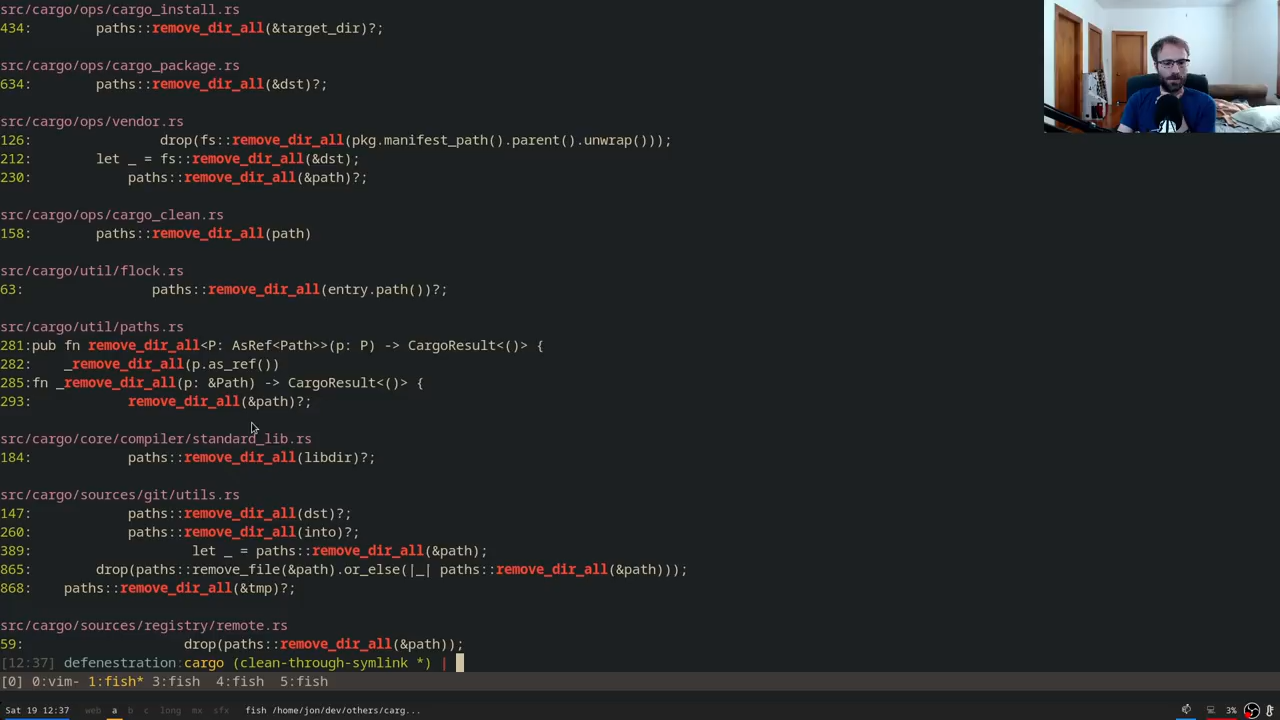 src/cargo/ops/cargo_install.rs
434:        paths::remove_dir_all(&target_dir)?;
src/cargo/ops/cargo_package.rs
634:        paths::remove_dir_all(&dst)?;
src/cargo/ops/vendor.rs
126:                drop(fs::remove_dir_all(pkg.manifest_path().parent().unwrap()));
212:        let _ = fs::remove_dir_all(&dst);
230:            paths::remove_dir_all(&path)?;
src/cargo/ops/cargo_clean.rs
158:        paths::remove_dir_all(path)
src/cargo/util/flock.rs
63:                paths::remove_dir_all(entry.path())?;
src/cargo/util/paths.rs
281:pub fn remove_dir_all<P: AsRef<Path>>(p: P) -> CargoResult<()> {
282:    _remove_dir_all(p.as_ref())
285:fn _remove_dir_all(p: &Path) -> CargoResult<()> {
293:            remove_dir_all(&path)?;
src/cargo/core/compiler/standard_lib.rs
184:            paths::remove_dir_all(libdir)?;
src/cargo/sources/git/utils.rs
147:            paths::remove_dir_all(dst)?;
260:            paths::remove_dir_all(into)?;
389:                    let _ = paths::remove_dir_all(&path);
865:        drop(paths::remove_file(&path).or_else(|_| paths::remove_dir_all(&path)));
868:    paths::remove_dir_all(&tmp)?;
src/cargo/sources/registry/remote.rs
59:                    drop(paths::remove_dir_all(&path));
[12:37] defenestration:cargo (clean-through-symlink *) |
[0] 0:vim- 1:fish* 3:fish  4:fish  5:fish
Sat 19 12:37 web a b c long mx sfx fish /home/jon/dev/others/carg... 3%